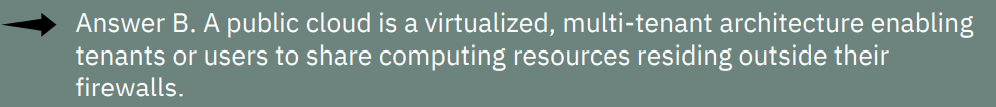 Answer B. A public cloud is a virtualized, multi-tenant architecture enabling
tenants or users to share computing resources residing outside their
firewalls.